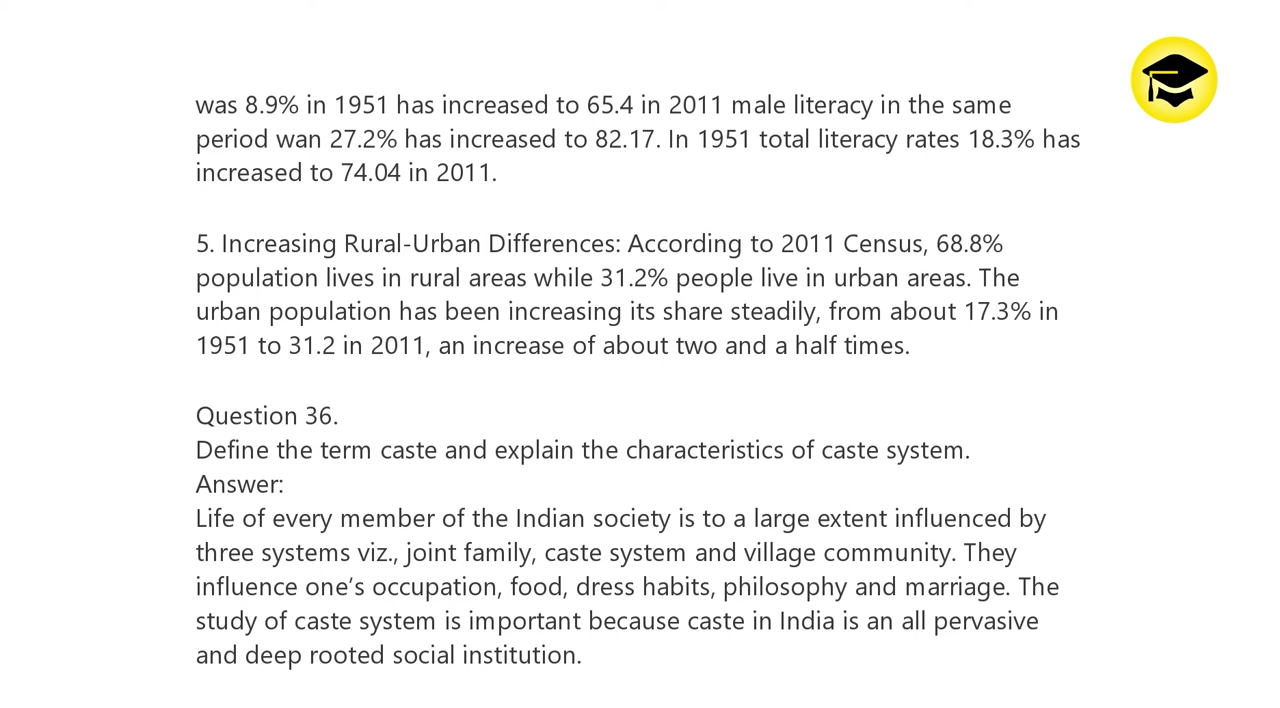 was 8.9% in 1951 has increased to 65.4 in 2011 male literacy in the same
period wan 27.2% has increased to 82.17. In 1951 total literacy rates 18.3% has
increased to 74.04 in 2011.
5. Increasing Rural-Urban Differences: According to 2011 Census, 68.8%
population lives in rural areas while 31.2% people live in urban areas. The
urban population has been increasing its share steadily, from about 17.3% in
1951 to 31.2 in 2011, an increase of about two and a half times.
Question 36.
Define the term caste and explain the characteristics of caste system.
Answer:
Life of every member of the Indian society is to a large extent influenced by
three systems viz., joint family, caste system and village community. They
influence one’s occupation, food, dress habits, philosophy and marriage. The
study of caste system is important because caste in India is an all pervasive
and deep rooted social institution.